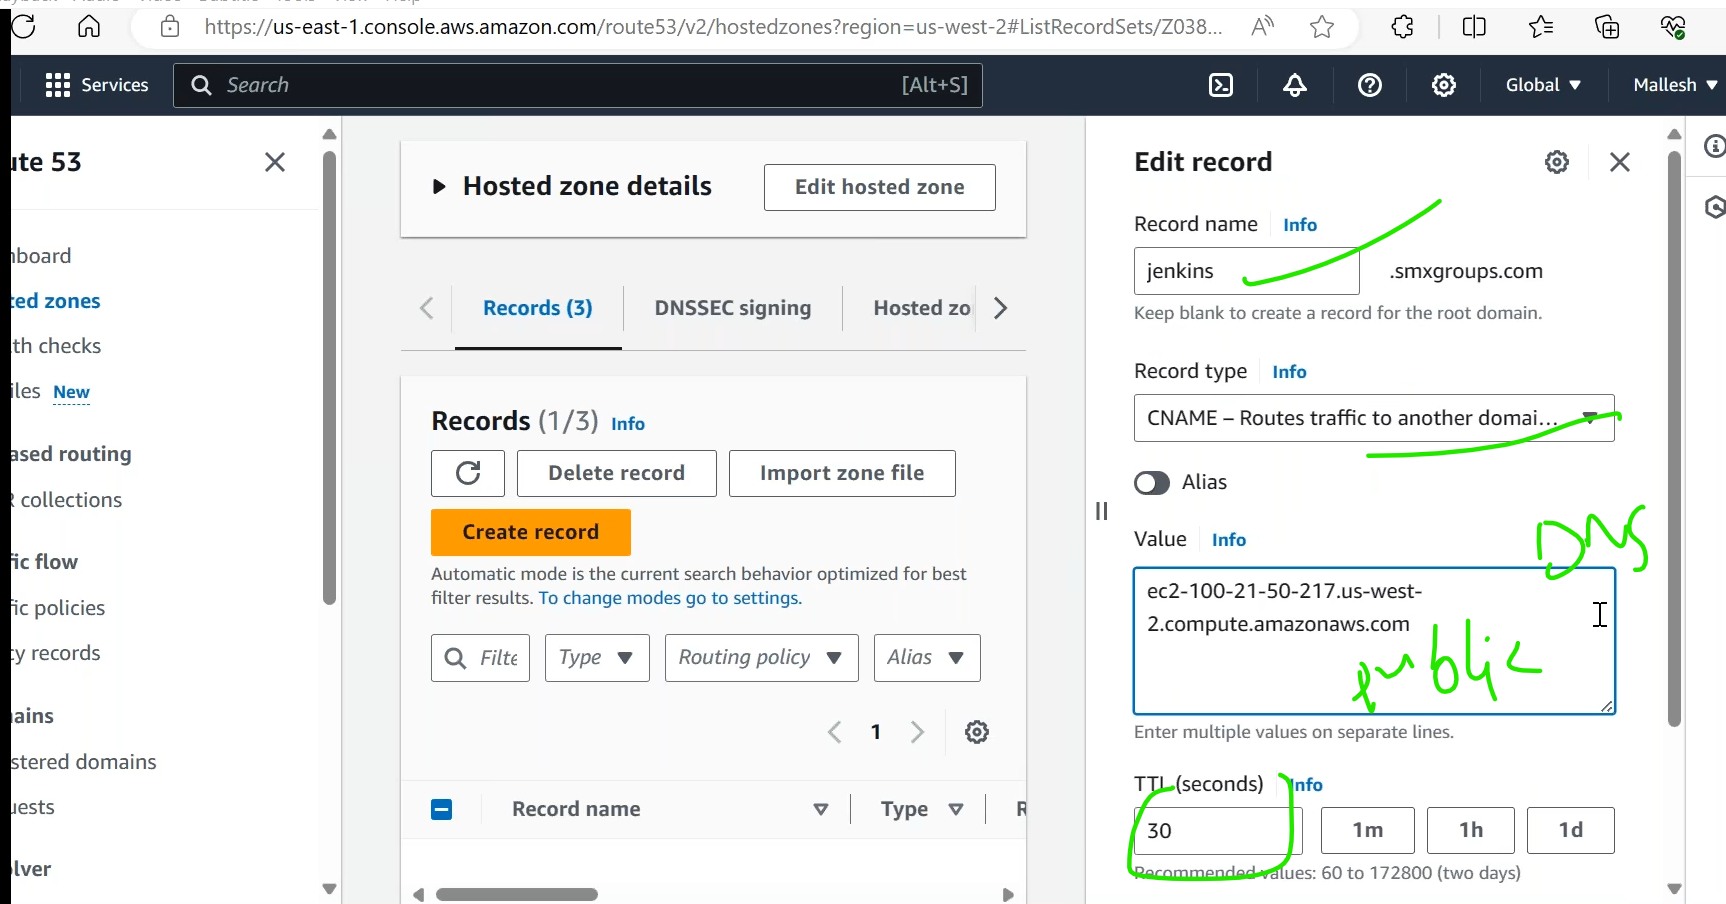 https://us-east-1.console.aws.amazon.com/route53/v2/hostedzones?region=us-west-2#ListRecordSets/Z038...
Services
Search
[Alt+S]
Global
Mallesh
ute 53
board
ted zones
th checks
iles New
ased routing
R collections
fic flow
fic policies
cy records
ains
stered domains
uests
lver
Hosted zone details
Edit hosted zone
Records (3)
DNSSEC signing
Hosted zo
Records (1/3) Info
Delete record
Import zone file
Create record
Automatic mode is the current search behavior optimized for best
filter results. To change modes go to settings.
Filte
Type
Routing policy
Alias
1
Record name
Type
R
Edit record
Record name Info
jenkins .smxgroups.com
Keep blank to create a record for the root domain.
Record type Info
CNAME – Routes traffic to another domai...
Alias
DNS
Value Info
ec2-100-21-50-217.us-west-
2.compute.amazonaws.com
public
Enter multiple values on separate lines.
TTL (seconds) Info
30
1m
1h
1d
Recommended values: 60 to 172800 (two days)